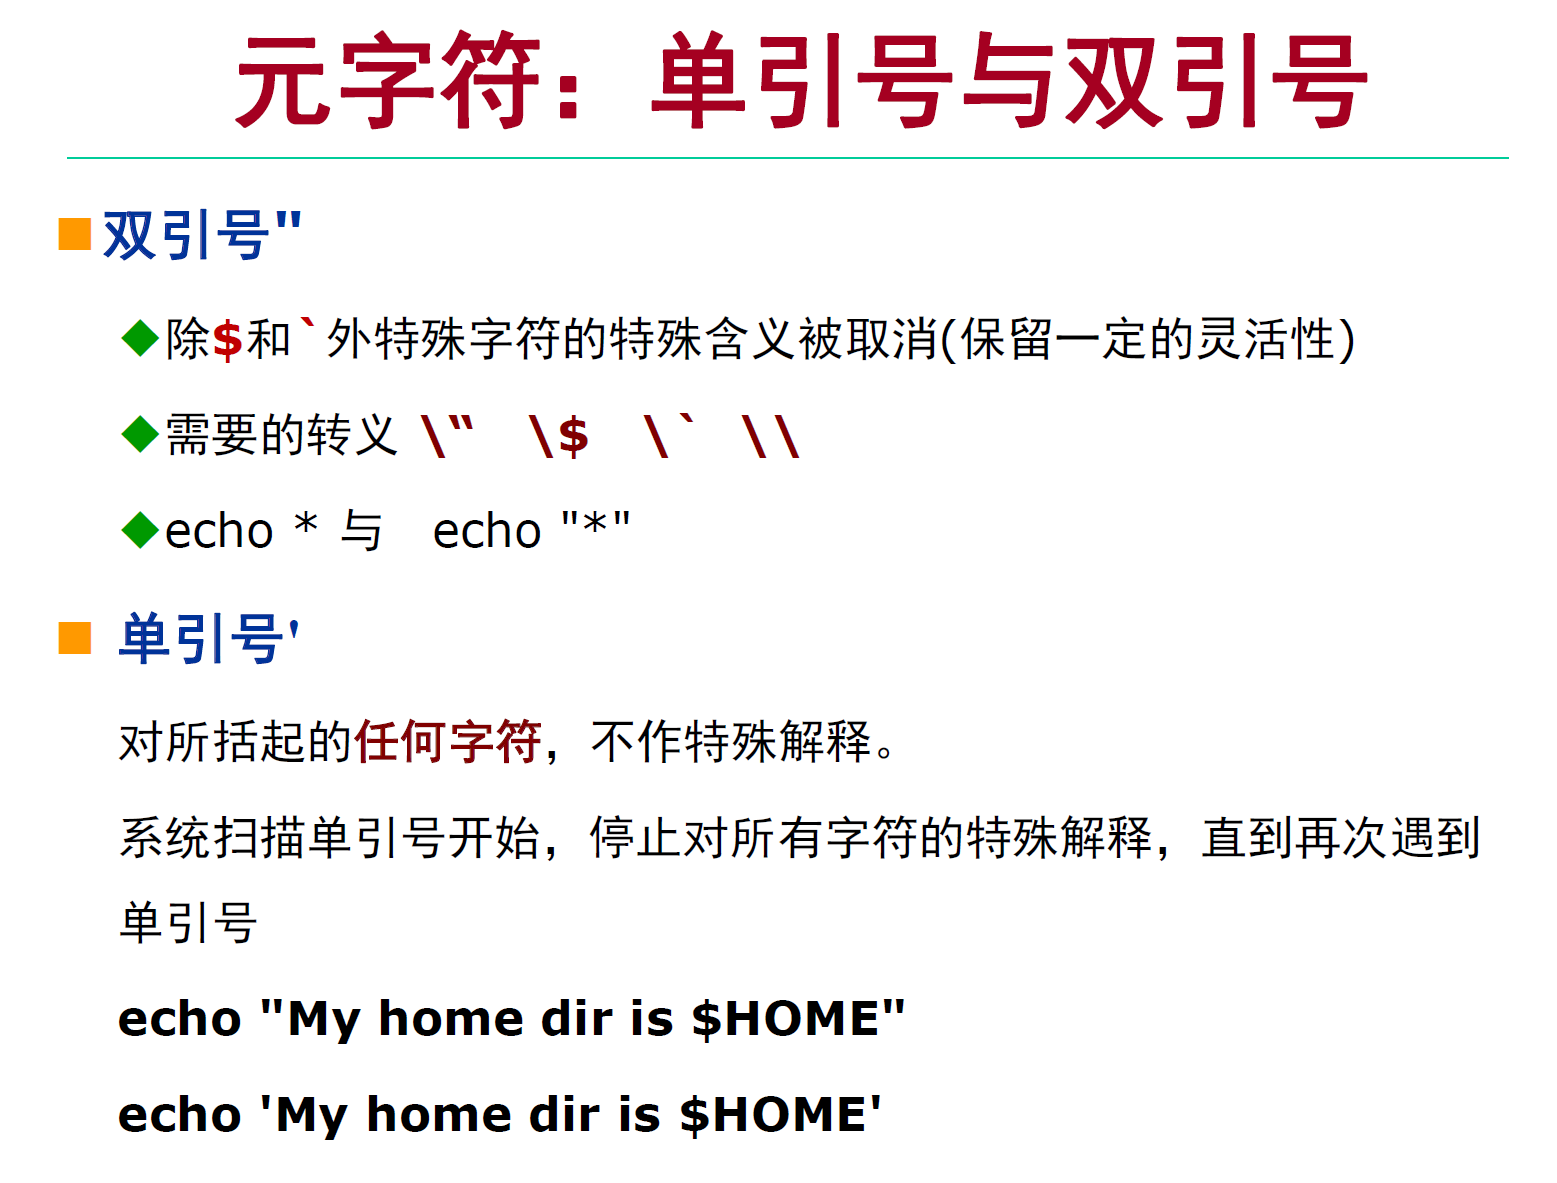 元字符：单引号与双引号
双引号"
除$和`外特殊字符的特殊含义被取消(保留一定的灵活性)
需要的转义 \“ \$ \` \\
echo * 与 echo "*"
单引号'
对所括起的任何字符，不作特殊解释。
系统扫描单引号开始，停止对所有字符的特殊解释，直到再次遇到
单引号
echo "My home dir is $HOME"
echo 'My home dir is $HOME'